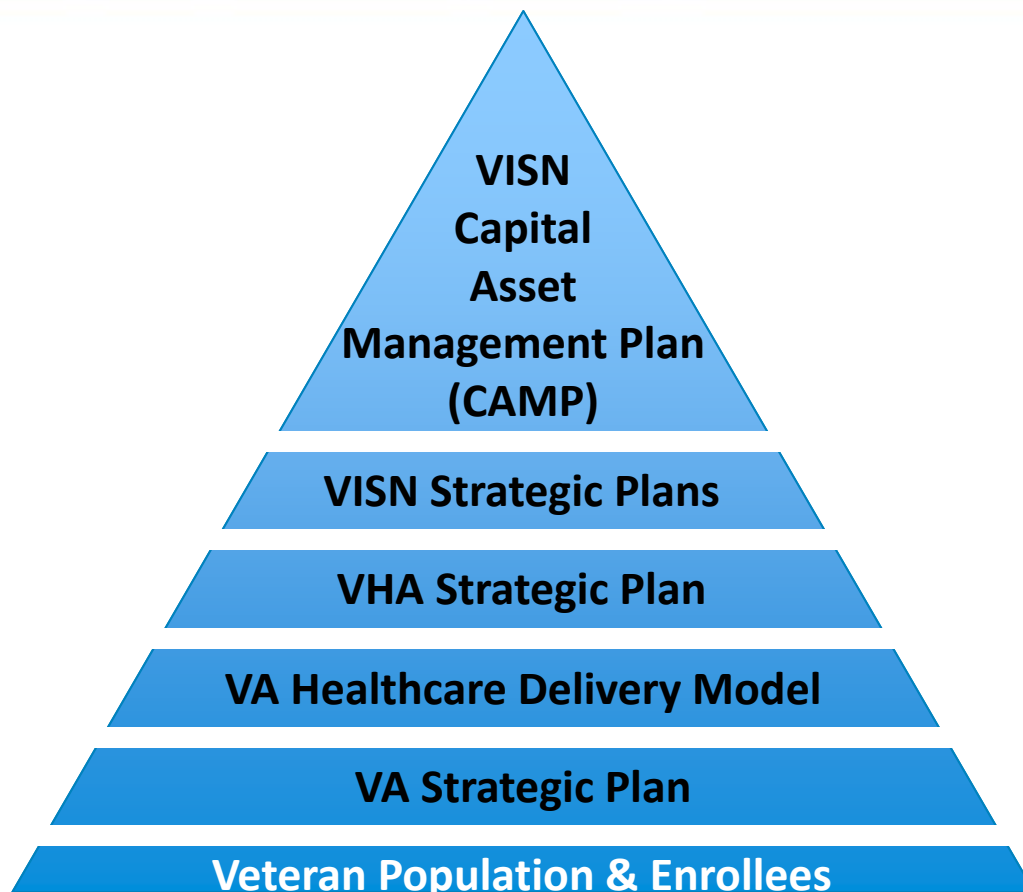 VISN
Capital
Asset
Management Plan
(CAMP)
VISN Strategic Plans
VHA Strategic Plan
VA Healthcare Delivery Model
VA Strategic Plan
Veteran Population & Enrollees